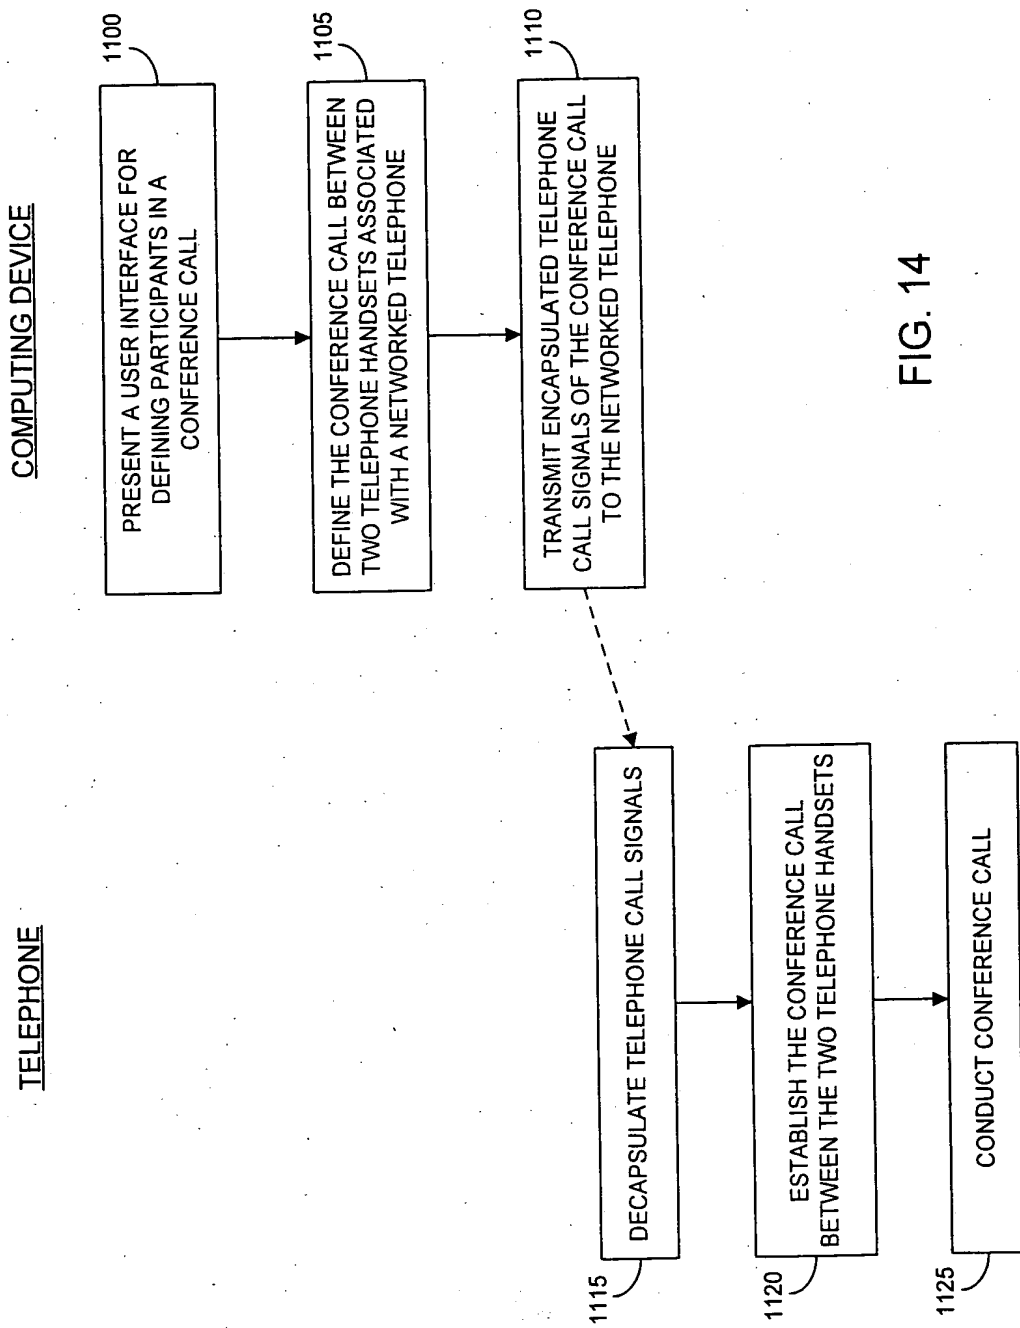 TELEPHONE
COMPUTING DEVICE
PRESENT A USER INTERFACE FOR
DEFINING PARTICIPANTS IN A
CONFERENCE CALL
1100
DEFINE THE CONFERENCE CALL BETWEEN
TWO TELEPHONE HANDSETS ASSOCIATED
WITH A NETWORKED TELEPHONE
1105
TRANSMIT ENCAPSULATED TELEPHONE
CALL SIGNALS OF THE CONFERENCE CALL
TO THE NETWORKED TELEPHONE
1110
DECAPSULATE TELEPHONE CALL SIGNALS
1115
ESTABLISH THE CONFERENCE CALL
BETWEEN THE TWO TELEPHONE HANDSETS
1120
CONDUCT CONFERENCE CALL
1125
FIG. 14